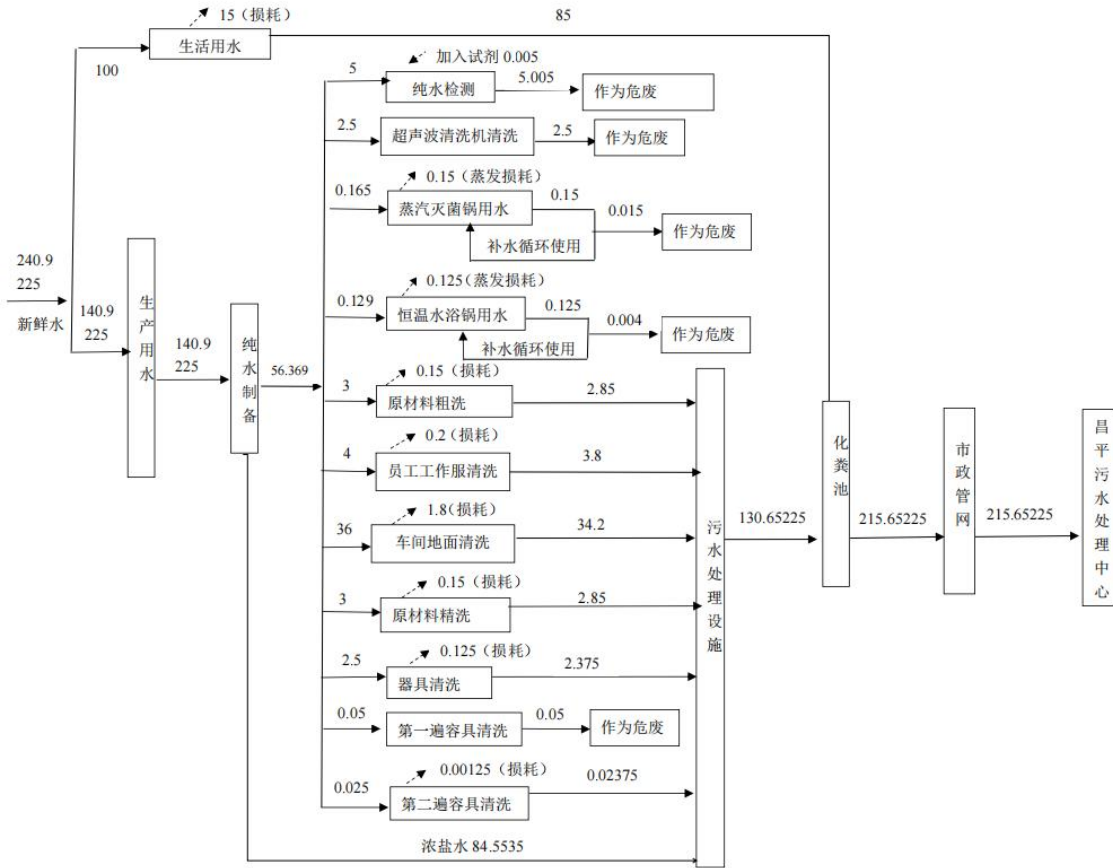 15（损耗）
85
生活用水
100
加入试剂 0.005
5
纯水检测
5.005
作为危废
2.5
超声波清洗机清洗
2.5
作为危废
0.15（蒸发损耗）
0.165
蒸汽灭菌锅用水
0.15
0.015
作为危废
补水循环使用
240.9
225
新鲜水
140.9
225
生产用水
140.9
225
纯水制备
56.369
0.125（蒸发损耗）
0.129
恒温水浴锅用水
0.125
0.004
作为危废
补水循环使用
0.15（损耗）
3
原材料粗洗
2.85
0.2（损耗）
4
员工工作服清洗
3.8
1.8（损耗）
36
车间地面清洗
34.2
0.15（损耗）
3
原材料精洗
2.85
0.125（损耗）
2.5
器具清洗
2.375
0.05
第一遍容具清洗
0.05
作为危废
0.00125（损耗）
0.025
第二遍容具清洗
0.02375
浓盐水 84.5535
污水处理设施
130.65225
化粪池
215.65225
市政管网
215.65225
昌平污水处理中心